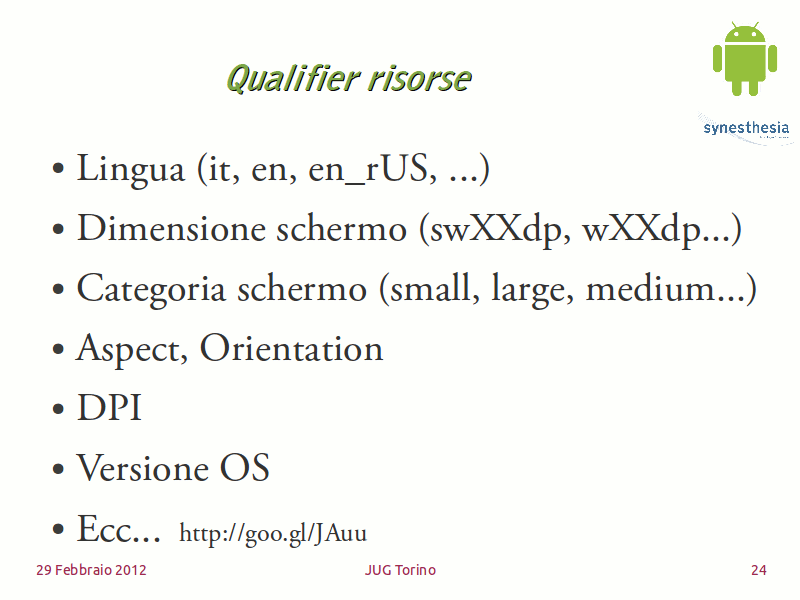 Qualifier risorse
synesthesia
• Lingua (it, en, en_rUS, ...)
• Dimensione schermo (swXXdp, wXXdp...)
• Categoria schermo (small, large, medium...)
• Aspect, Orientation
• DPI
• Versione OS
• Ecc... http://goo.gl/JAuu
29 Febbraio 2012 JUG Torino 24